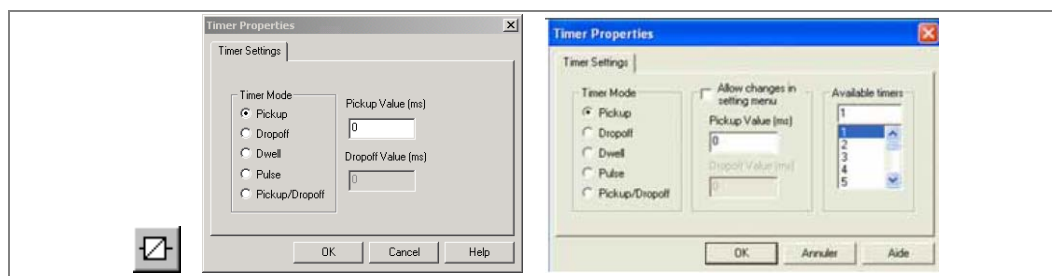 Timer Properties
Timer Settings
Timer Mode
Pickup
Dropoff
Dwell
Pulse
Pickup/Dropoff
Pickup Value (ms)
0
Dropoff Value (ms)
0
OK Cancel Help
Timer Properties
Timer Settings
Timer Mode
Pickup
Dropoff
Dwell
Pulse
Pickup/Dropoff
Allow changes in
setting menu
Pickup Value (ms)
0
Dropoff Value (ms)
0
Available timers
1
1
2
3
4
5
OK Annuler Aide